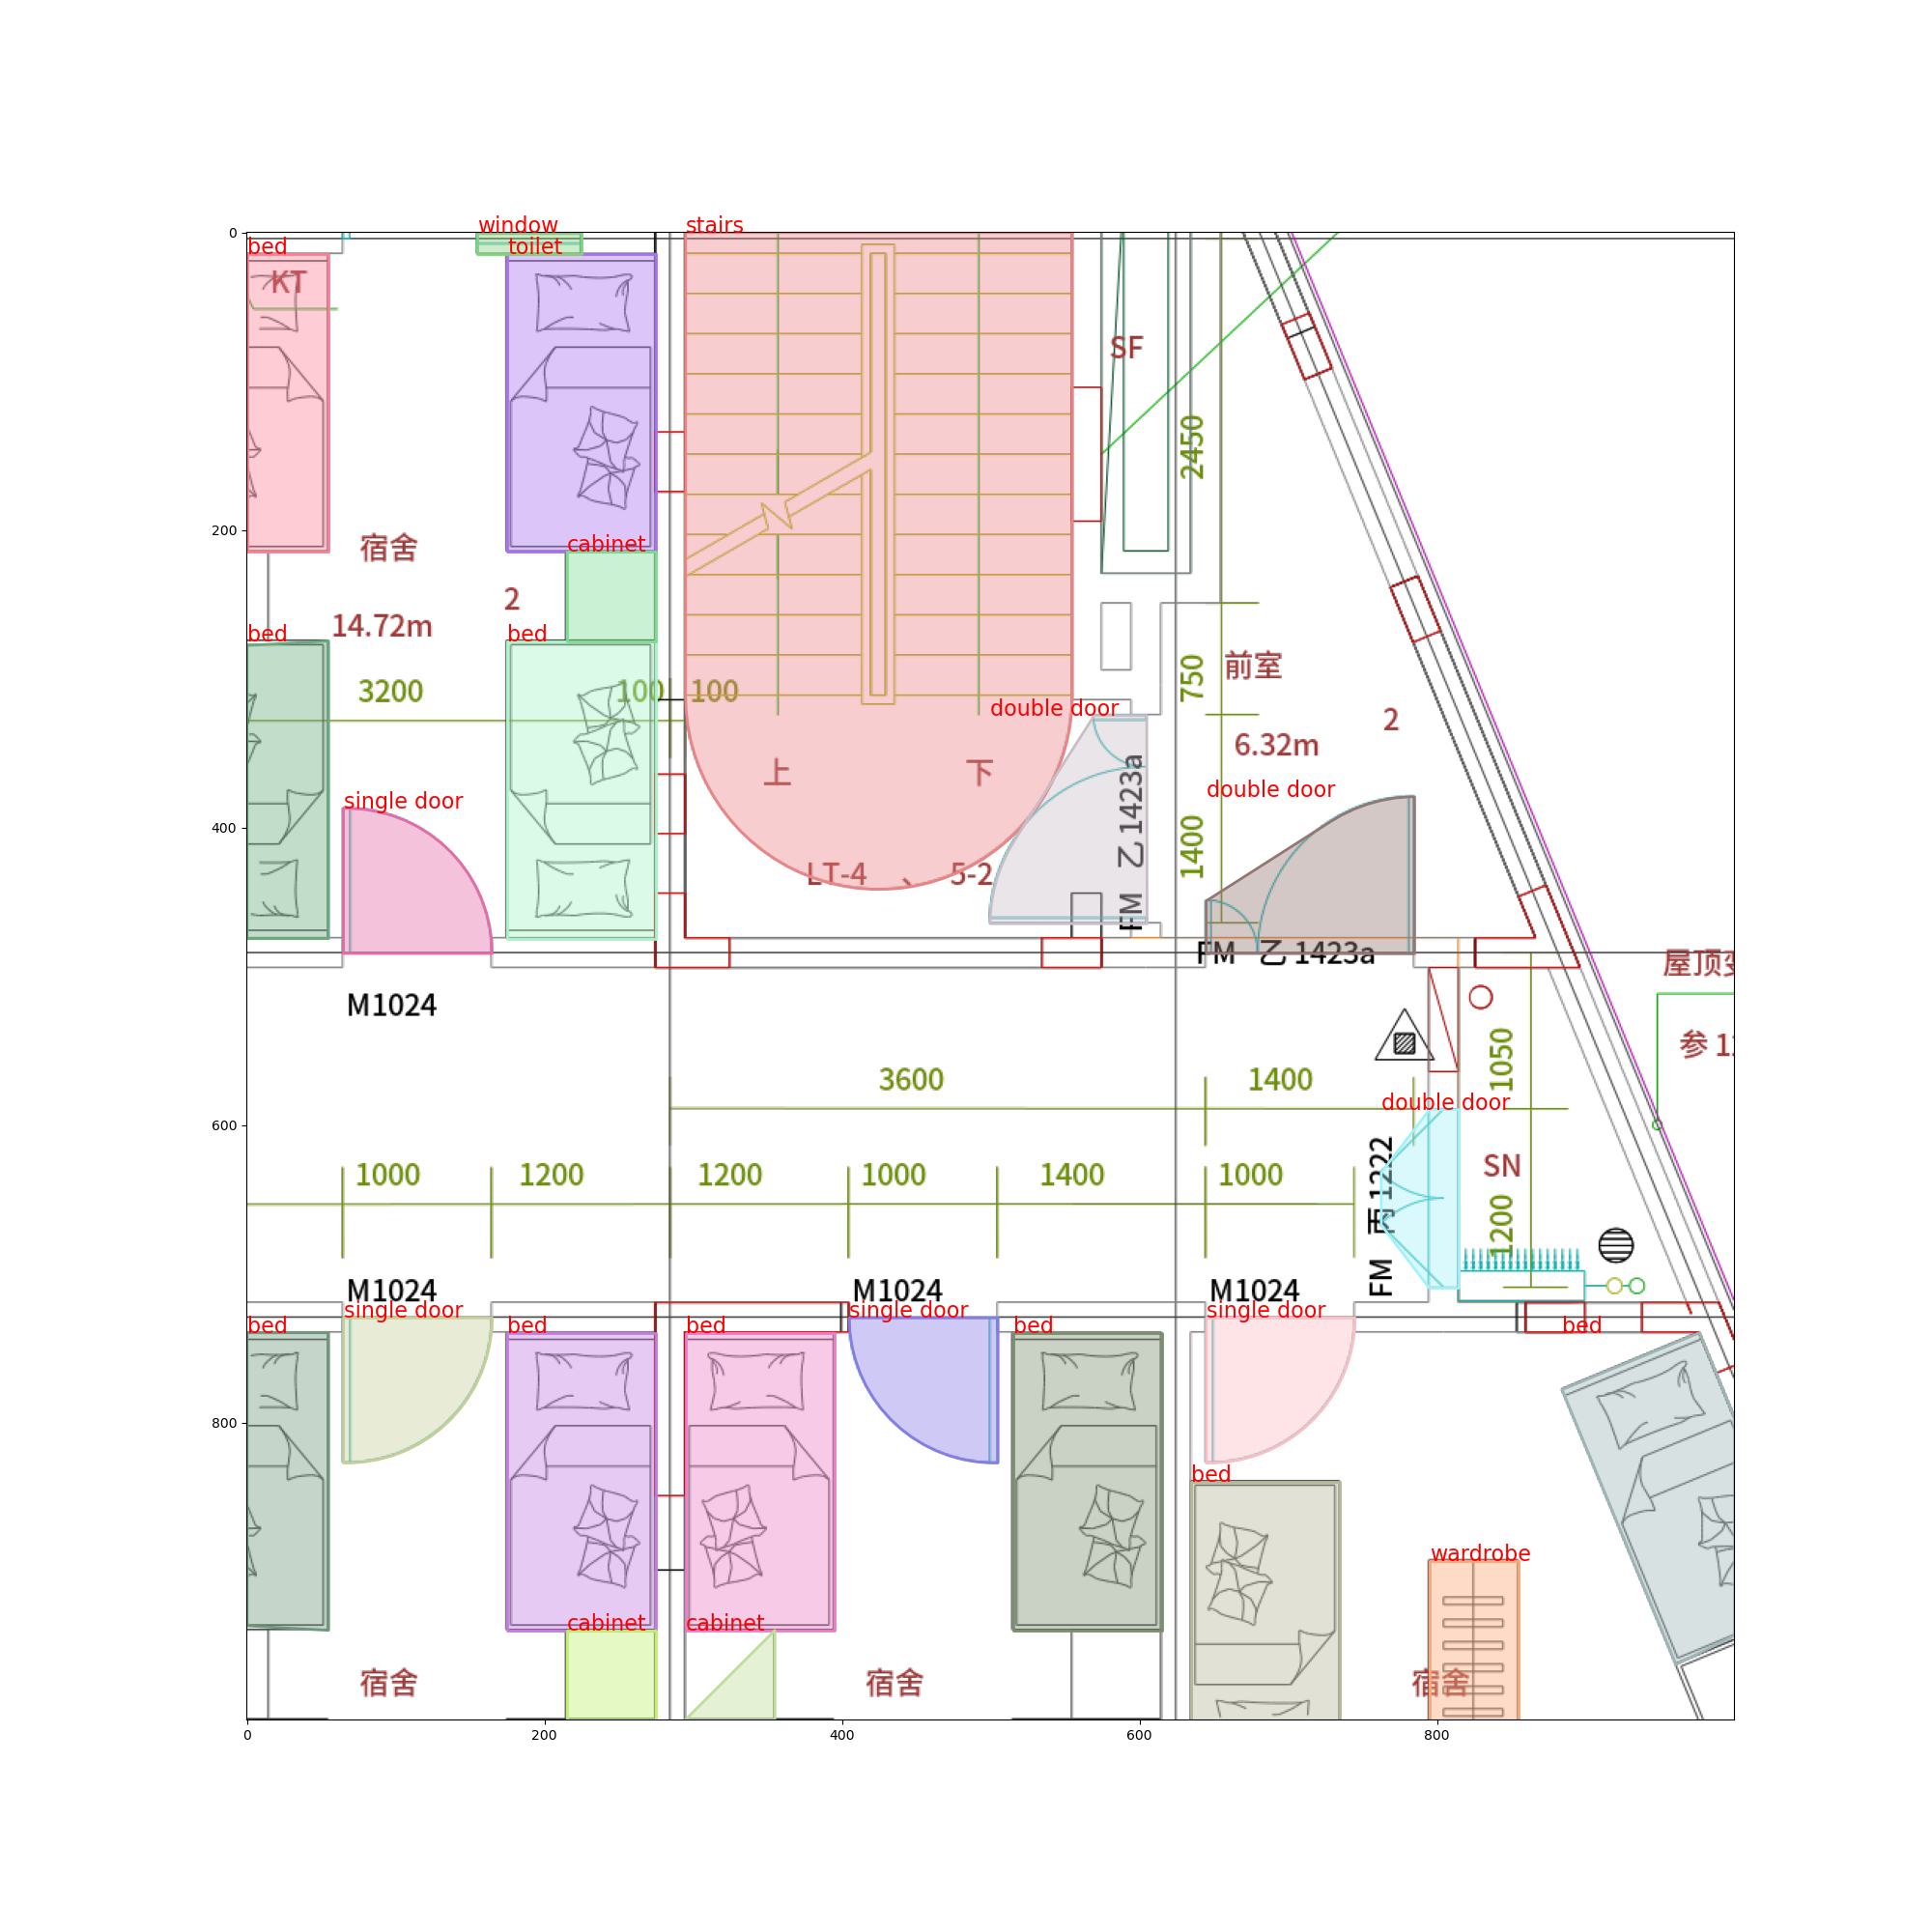 window
stairs
0
bed
toilet
KT
SF
2450
200
cabinet
宿舍
2
14.72m
bed
bed
前室
750
3200
100
100
double door
2
6.32m
上
下
double door
single door
400
1400
FM 乙 1423a
LT-4 、 5-2
FM 乙 1423a
屋顶
M1024
参 1
1050
3600
1400
double door
600
FM 丙 1222
SN
1000
1200
1200
1000
1400
1000
1200
M1024
M1024
M1024
single door
single door
single door
bed
bed
bed
bed
bed
800
bed
wardrobe
cabinet
cabinet
宿舍
宿舍
宿舍
0
200
400
600
800